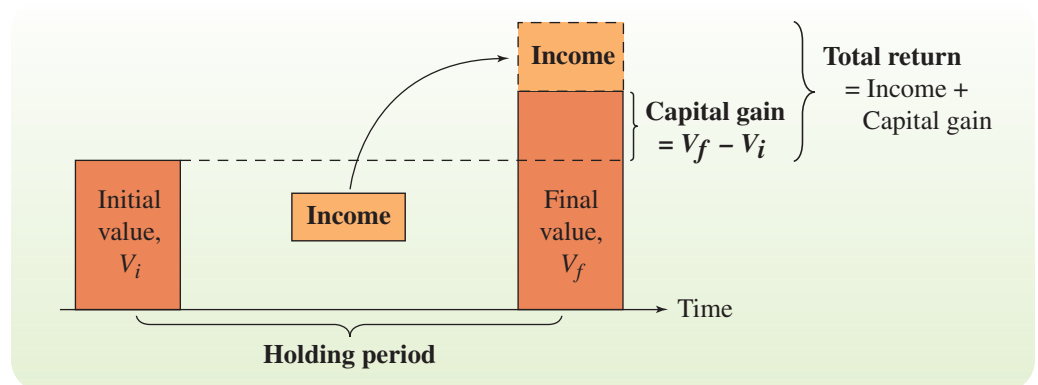 Income
Total return
= Income +
Capital gain
Capital gain
= Vf − Vi
Initial
value,
Vi
Income
Final
value,
Vf
Time
Holding period